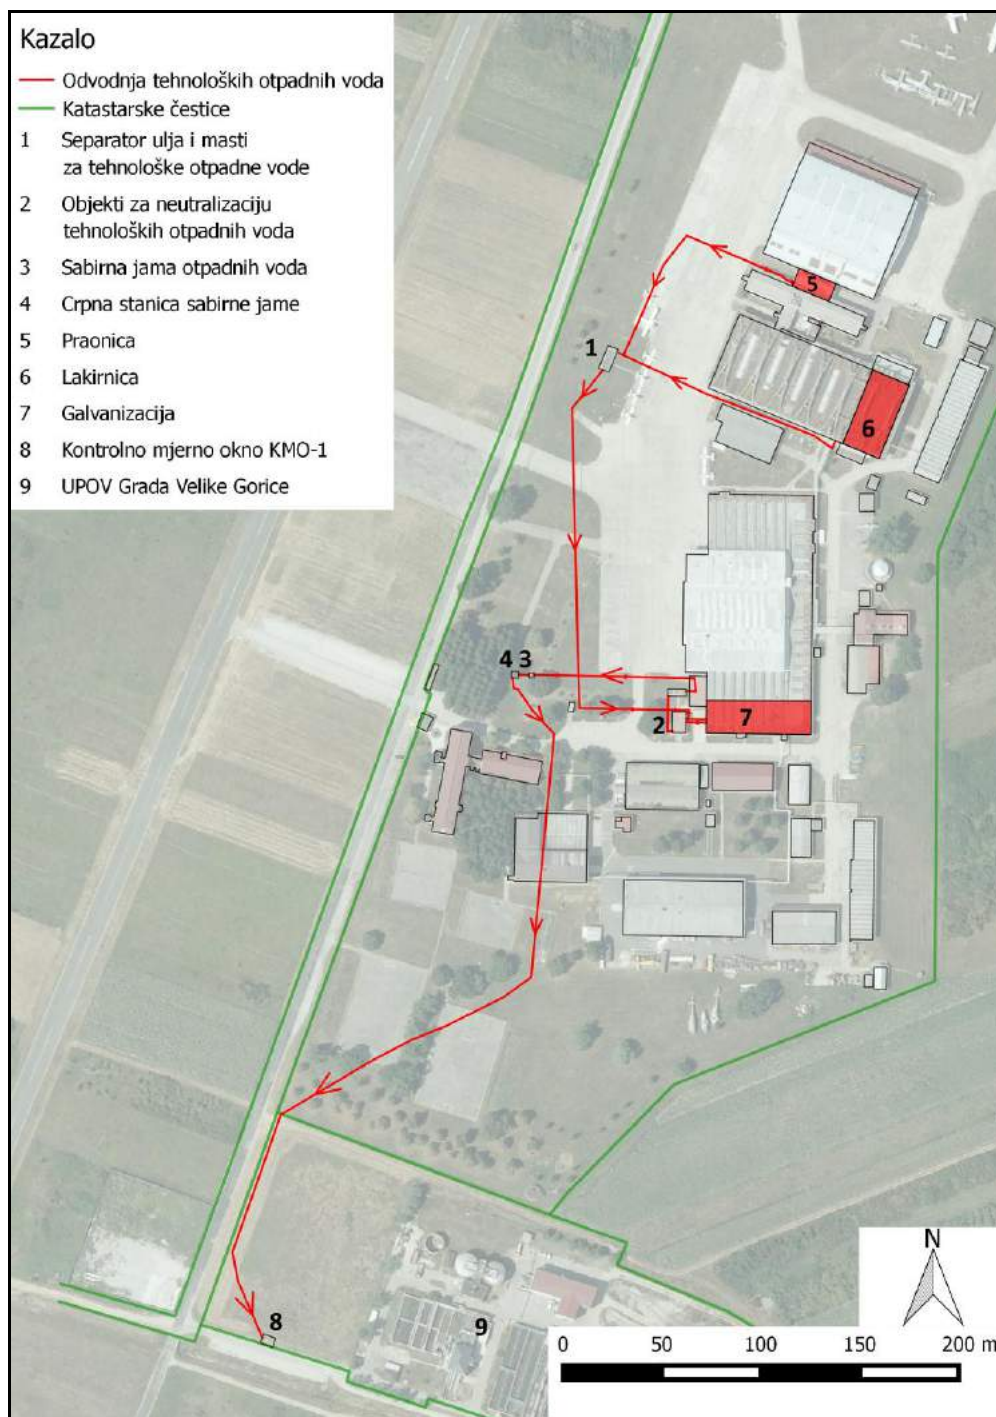 Kazalo
Odvodnja tehnoloških otpadnih voda
Katastarske čestice
1 Separator ulja i masti
za tehnološke otpadne vode
2 Objekti za neutralizaciju
tehnoloških otpadnih voda
3 Sabirna jama otpadnih voda
4 Crpna stanica sabirne jame
5 Praonica
6 Lakirnica
7 Galvanizacija
8 Kontrolno mjerno okno KMO-1
9 UPOV Grada Velike Gorice
5
1
6
4 3
2
7
8
9
N
0 50 100 150 200 m